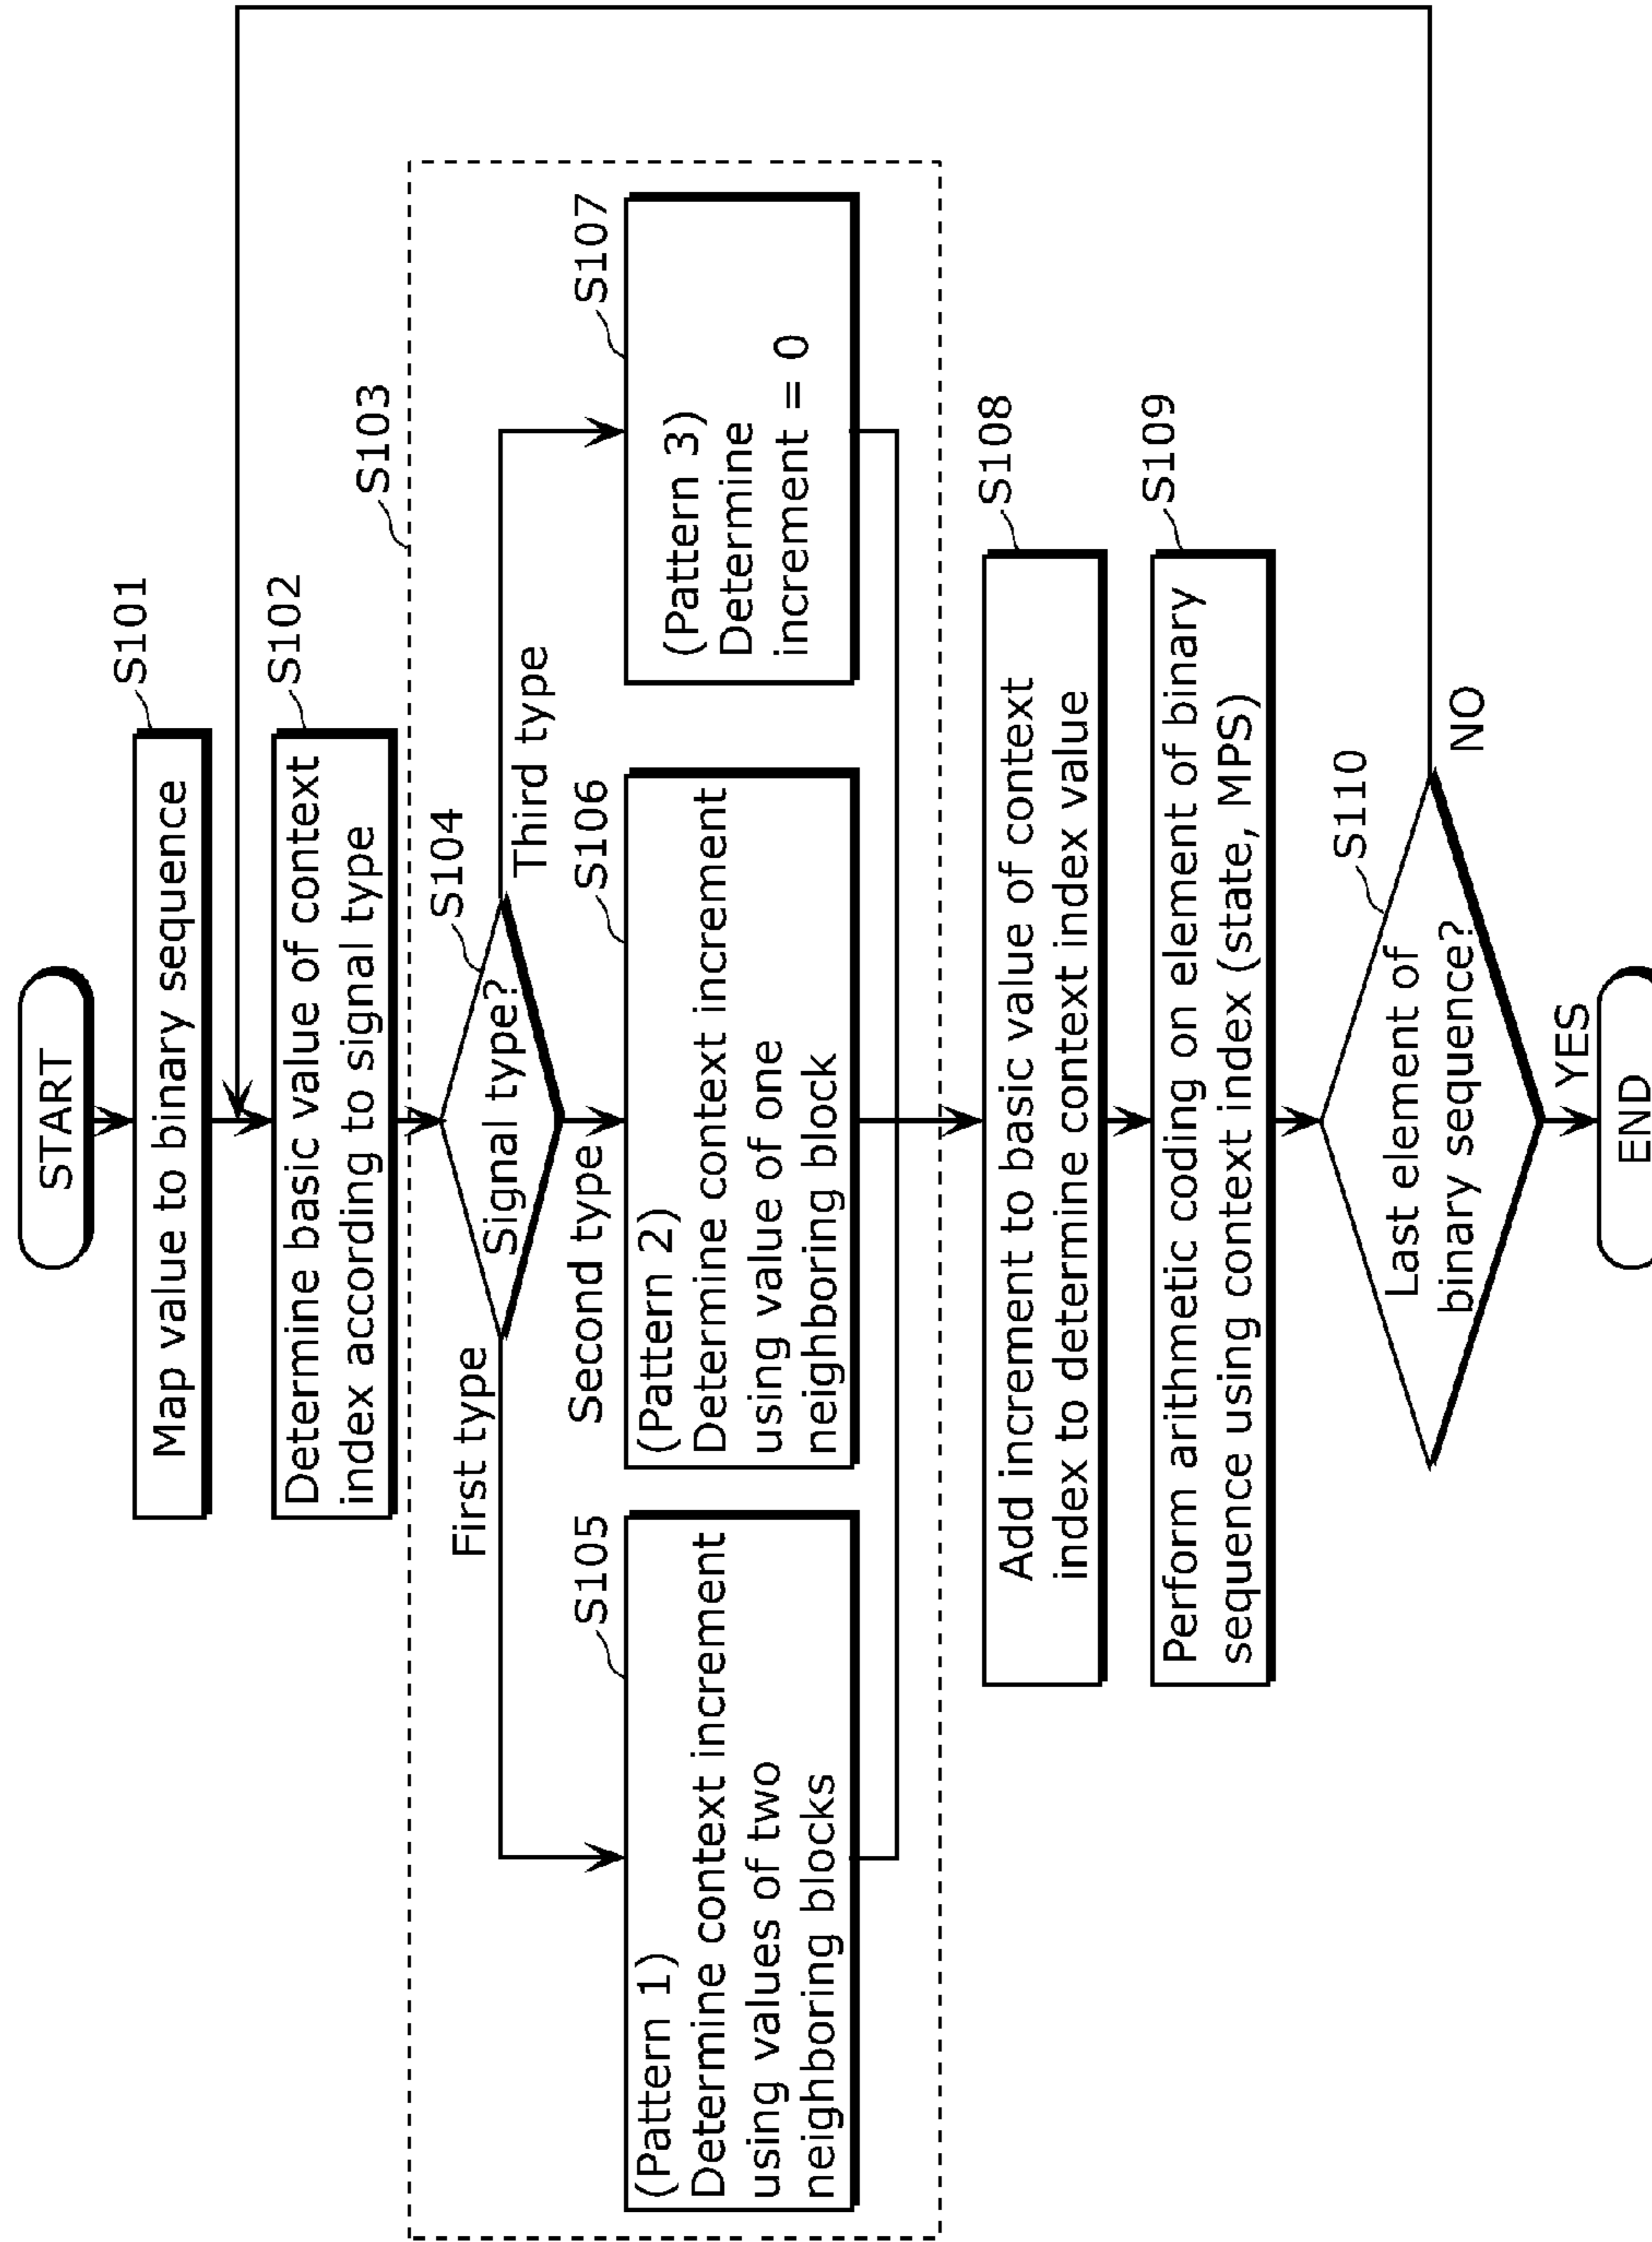 START
S101
Map value to binary sequence
S102
Determine basic value of context
index according to signal type
S103
S104
Signal type?
First type
Second type
Third type
S105
(Pattern 1)
Determine context increment
using values of two
neighboring blocks
S106
(Pattern 2)
Determine context increment
using value of one
neighboring block
S107
(Pattern 3)
Determine
increment = 0
S108
Add increment to basic value of context
index to determine context index value
S109
Perform arithmetic coding on element of binary
sequence using context index (state, MPS)
S110
Last element of
binary sequence?
NO
YES
END